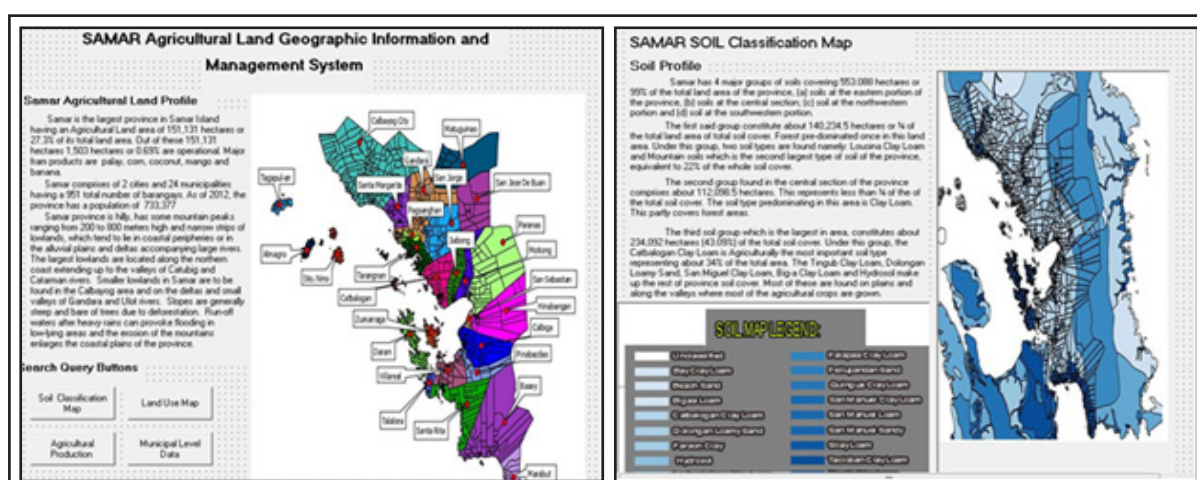 SAMAR Agricultural Land Geographic Information and
Management System
Samar Agricultural Land Profile
Samar is the largest province in Samar Island
having an Agricultural Land area of 151,131 hectares or
27.3% of its total land area. Out of these 151,131
hectares 1,503 hectares or 0.69% are operational. Major
fram products are palay, corn, coconut, mango and
banana.
Samar comprises of 2 cities and 24 municipalities
having a 951 total number of barangays. As of 2012, the
province has a population of 733,377
Samar province is hilly, has some mountain peaks
ranging from 200 to 800 meters high and narrow strips of
lowlands, which tend to lie in coastal peripheries or in
the alluvial plains and deltas accompanying large rivers.
The largest lowlands are located along the northern
coast extending up to the valleys of Catubig and
Catarman rivers. Smaller lowlands in Samar are to be
found in the Calbayog area and on the deltas and small
valleys of Gandara and Ulot rivers. Slopes are generally
steep and bare of trees due to deforestation. Run-off
waters after heavy rains can provoke flooding in
low-lying areas and the erosion of the mountains
enlarges the coastal plains of the province.
Search Query Buttons
Soil Classification
Map
Land Use Map
Agricultural
Production
Municipal Level
Data
Calbayog City
Matuguinao
Gandara
Santa Margarita
San Jorge
San Jose De Buan
Tagapul-an
Pagsanghan
Paranas
Jiabong
Motiong
Almagro
Sto. Nino
Tarangnan
San Sebastian
Catbalogan
Hinabangan
Zumarraga
Calbiga
Daram
Pinabacdao
Villareal
Basey
Talalora
Santa Rita
Marabut
SAMAR SOIL Classification Map
Soil Profile
Samar has 4 major groups of soils covering 553.088 hectares or
99% of the total land area of the province, (a) soils at the eastern portion of
the province, (b) soils at the central section; (c) soil at the northwestern
portion and (d) soil at the southwestern portion.
The first said group constitute about 140,234.5 hectares or ¼ of
the total land area of total soil cover. Forest pre-dominated once in this land
area. Under this group, two soil types are found namely: Lousina Clay Loam
and Mountain soils which is the second largest type of soil of the province,
equivalent to 22% of the whole soil cover.
The second group found in the central section of the province
comprises about 112,098.5 hectares. This represents less than ¼ of the of
the total soil cover. The soil type predominating in this area is Clay Loam.
This partly covers forest areas.
The third soil group which is the largest in area, constitutes about
234,092 hectares (43.09%) of the total soil cover. Under this group, the
Catbalogan Clay Loam is Agriculturally the most important soil type
representing about 34% of the total area. The Tingub Clay Loam, Dolongan
Loamy Sand, San Miguel Clay Loam, Big-a Clay Loam and Hydrosol make
up the rest of province soil cover. Most of these are found on plains and
along the valleys where most of the agricultural crops are grown.
SOIL MAP LEGEND:
Unclassified
Bay Clay Loam
Beach Sand
Bigaa Loam
Catbalogan Clay Loam
Dolongan Loamy Sand
Faraon Clay
Hydrosol
Clay Loam
Sand
Clay Loam
San Manuel Clay Loam
San Manuel Loam
San Manuel Sandy
Loam
Tacloban Clay Loam